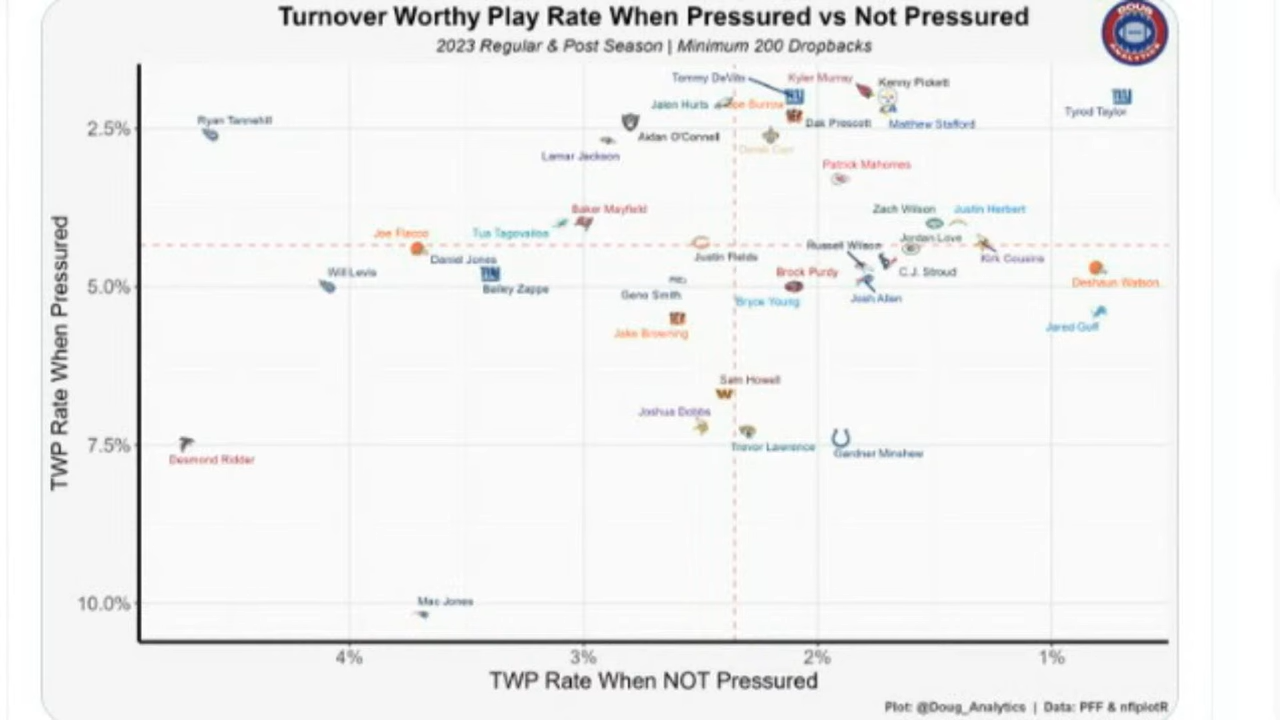 Turnover Worthy Play Rate When Pressured vs Not Pressured
2023 Regular & Post Season | Minimum 200 Dropbacks
DOUG
ANALYTICS
TWP Rate When Pressured
2.5%
5.0%
7.5%
10.0%
Tommy DeVito
Kyler Murray
Kenny Pickett
Jalen Hurts
Joe Burrow
Tyrod Taylor
Ryan Tannehill
Aidan O'Connell
Dak Prescott
Matthew Stafford
Lamar Jackson
Derek Carr
Patrick Mahomes
Baker Mayfield
Zach Wilson
Justin Herbert
Joe Flacco
Tua Tagovailoa
Jordan Love
Russell Wilson
Daniel Jones
Justin Fields
Kirk Cousins
Will Levis
Brock Purdy
C.J. Stroud
Deshaun Watson
Bailey Zappe
Geno Smith
Bryce Young
Josh Allen
Jake Browning
Jared Goff
Sam Howell
Joshua Dobbs
Trevor Lawrence
Gardner Minshew
Desmond Ridder
Mac Jones
4%
3%
2%
1%
TWP Rate When NOT Pressured
Plot: @Doug_Analytics | Data: PFF & nflplotR